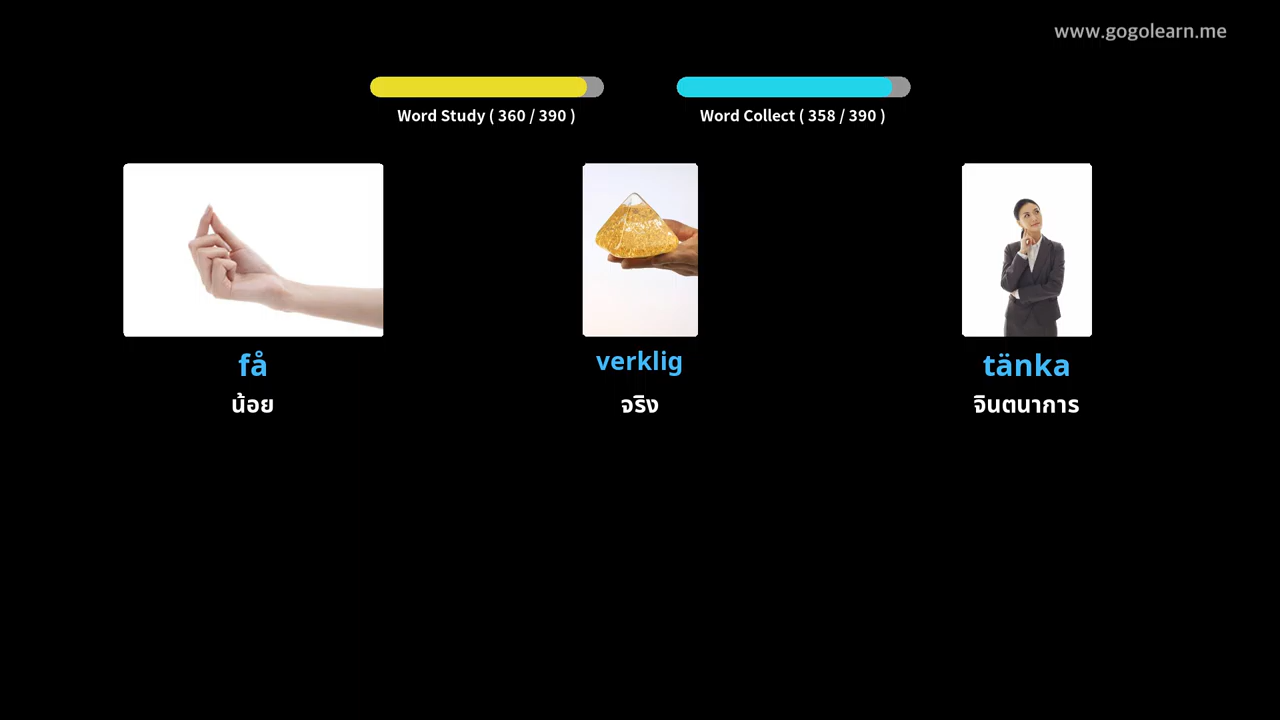 www.gogolearn.me
Word Study ( 360 / 390 )
Word Collect ( 358 / 390 )
få
น้อย
verklig
จริง
tänka
จินตนาการ